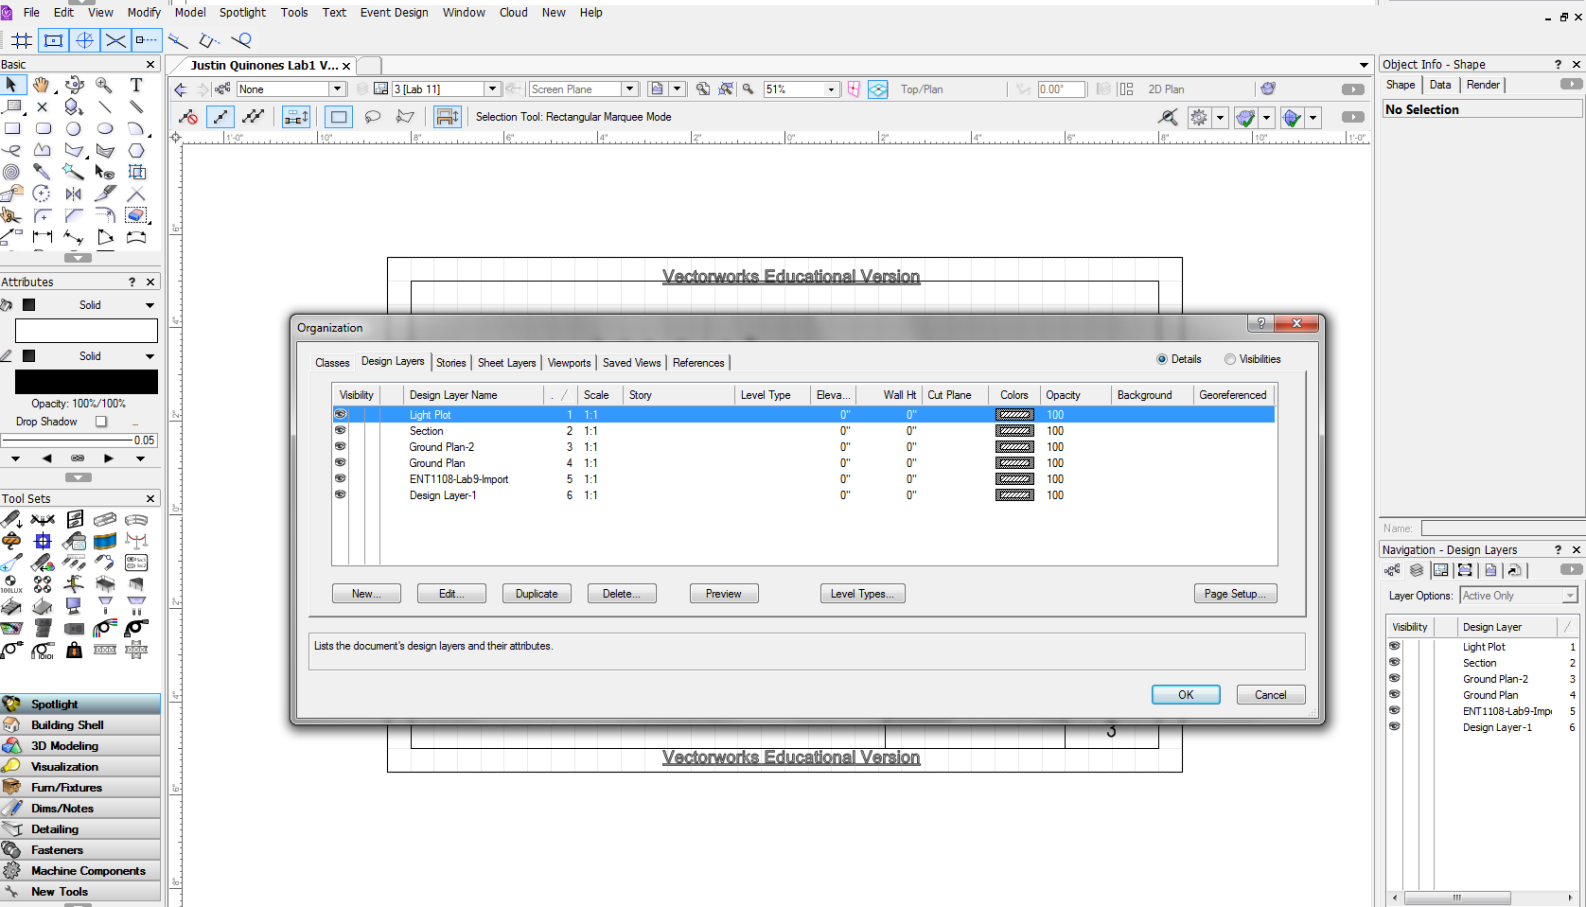 File Edit View Modify Model Spotlight Tools Text Event Design Window Cloud New Help
Basic
Justin Quinones Lab1 V...
None
3 [Lab 11]
Screen Plane
51%
Top/Plan
0.00°
2D Plan
Selection Tool: Rectangular Marquee Mode
Object Info - Shape
Shape Data Render
No Selection
Attributes
Solid
Solid
Opacity: 100%/100%
Drop Shadow
0.05
Tool Sets
Spotlight
Building Shell
3D Modeling
Visualization
Furn/Fixtures
Dims/Notes
Detailing
Fasteners
Machine Components
New Tools
Vectorworks Educational Version
Organization
Classes Design Layers Stories Sheet Layers Viewports Saved Views References
Details Visibilities
Visibility Design Layer Name . / Scale Story Level Type Eleva... Wall Ht Cut Plane Colors Opacity Background Georeferenced
Light Plot 1 1:1 0" 0" 100
Section 2 1:1 0" 0" 100
Ground Plan-2 3 1:1 0" 0" 100
Ground Plan 4 1:1 0" 0" 100
ENT1108-Lab9-Import 5 1:1 0" 0" 100
Design Layer-1 6 1:1 0" 0" 100
New... Edit... Duplicate Delete... Preview Level Types... Page Setup...
Lists the document's design layers and their attributes.
OK Cancel
3
Vectorworks Educational Version
Name:
Navigation - Design Layers
Layer Options: Active Only
Visibility Design Layer /
Light Plot 1
Section 2
Ground Plan-2 3
Ground Plan 4
ENT1108-Lab9-Impo 5
Design Layer-1 6